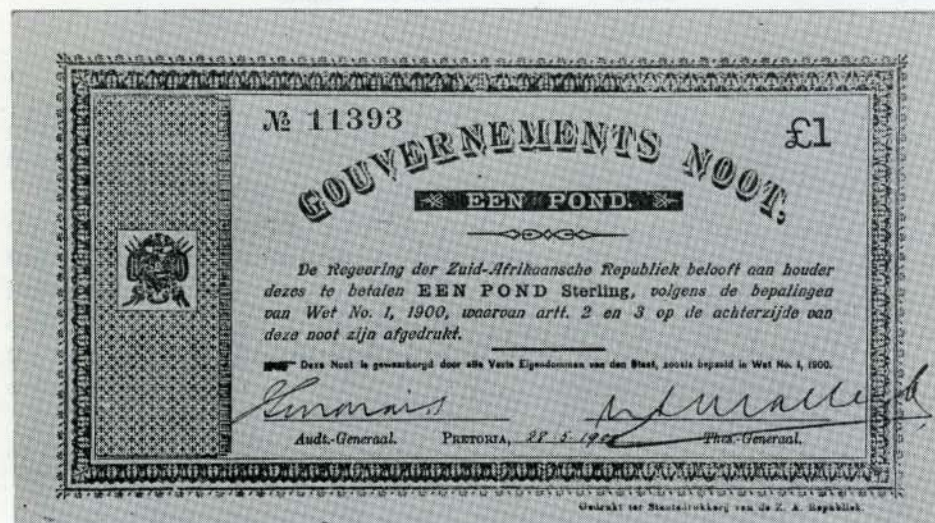 № 11393
£1
GOUVERNEMENTS NOOT,
EEN POND.
De Regeering der Zuid-Afrikaansche Republiek belooft aan houder
dezes te betalen EEN POND Sterling, volgens de bepalingen
van Wet No. 1, 1900, waarvan artt. 2 en 3 op de achterzijde van
deze noot zijn afgedrukt.
Deze Noot is gewaarborgd door alle Vaste Eigendommen van den Staat, zooals bepaald in Wet No. 1, 1900.
Audt.-Generaal. PRETORIA, 28.5.1900 Thes.-Generaal.
Gedrukt ter Staatsdrukkerij van de Z. A. Republiek.